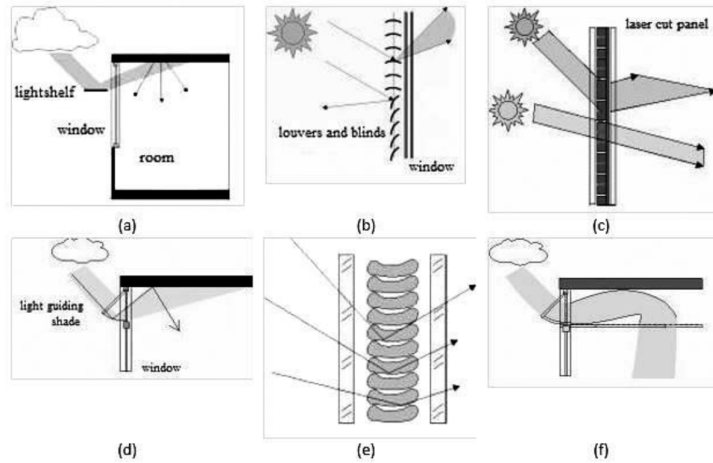 lightshelf
window
room
(a)
louvers and blinds
window
(b)
laser cut panel
(c)
light guiding
shade
window
(d)
(e)
(f)